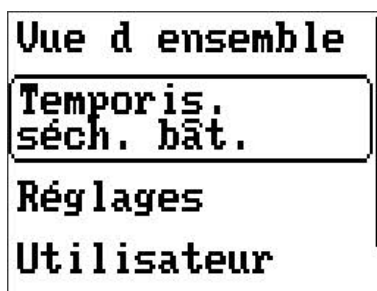 Vue d ensemble
Temporis.
séch. bât.
Réglages
Utilisateur